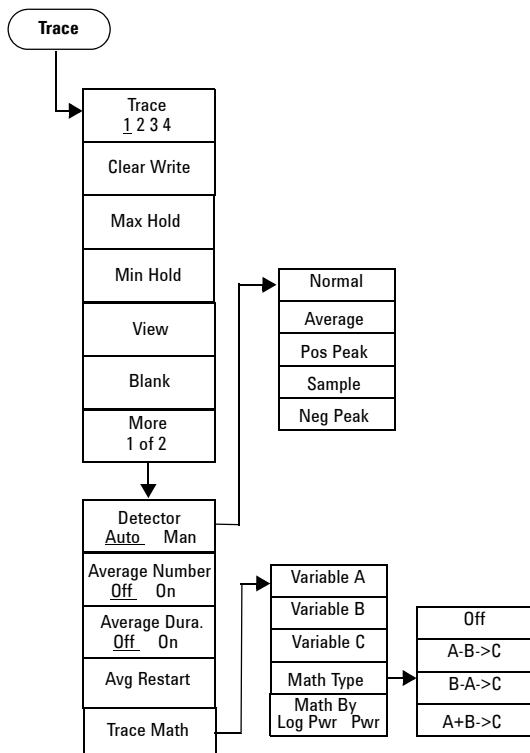 Trace
Trace
1 2 3 4
Clear Write
Max Hold
Min Hold
View
Blank
More
1 of 2
Normal
Average
Pos Peak
Sample
Neg Peak
Detector
Auto Man
Average Number
Off On
Average Dura.
Off On
Avg Restart
Trace Math
Variable A
Variable B
Variable C
Math Type
Math By
Log Pwr Pwr
Off
A-B->C
B-A->C
A+B->C